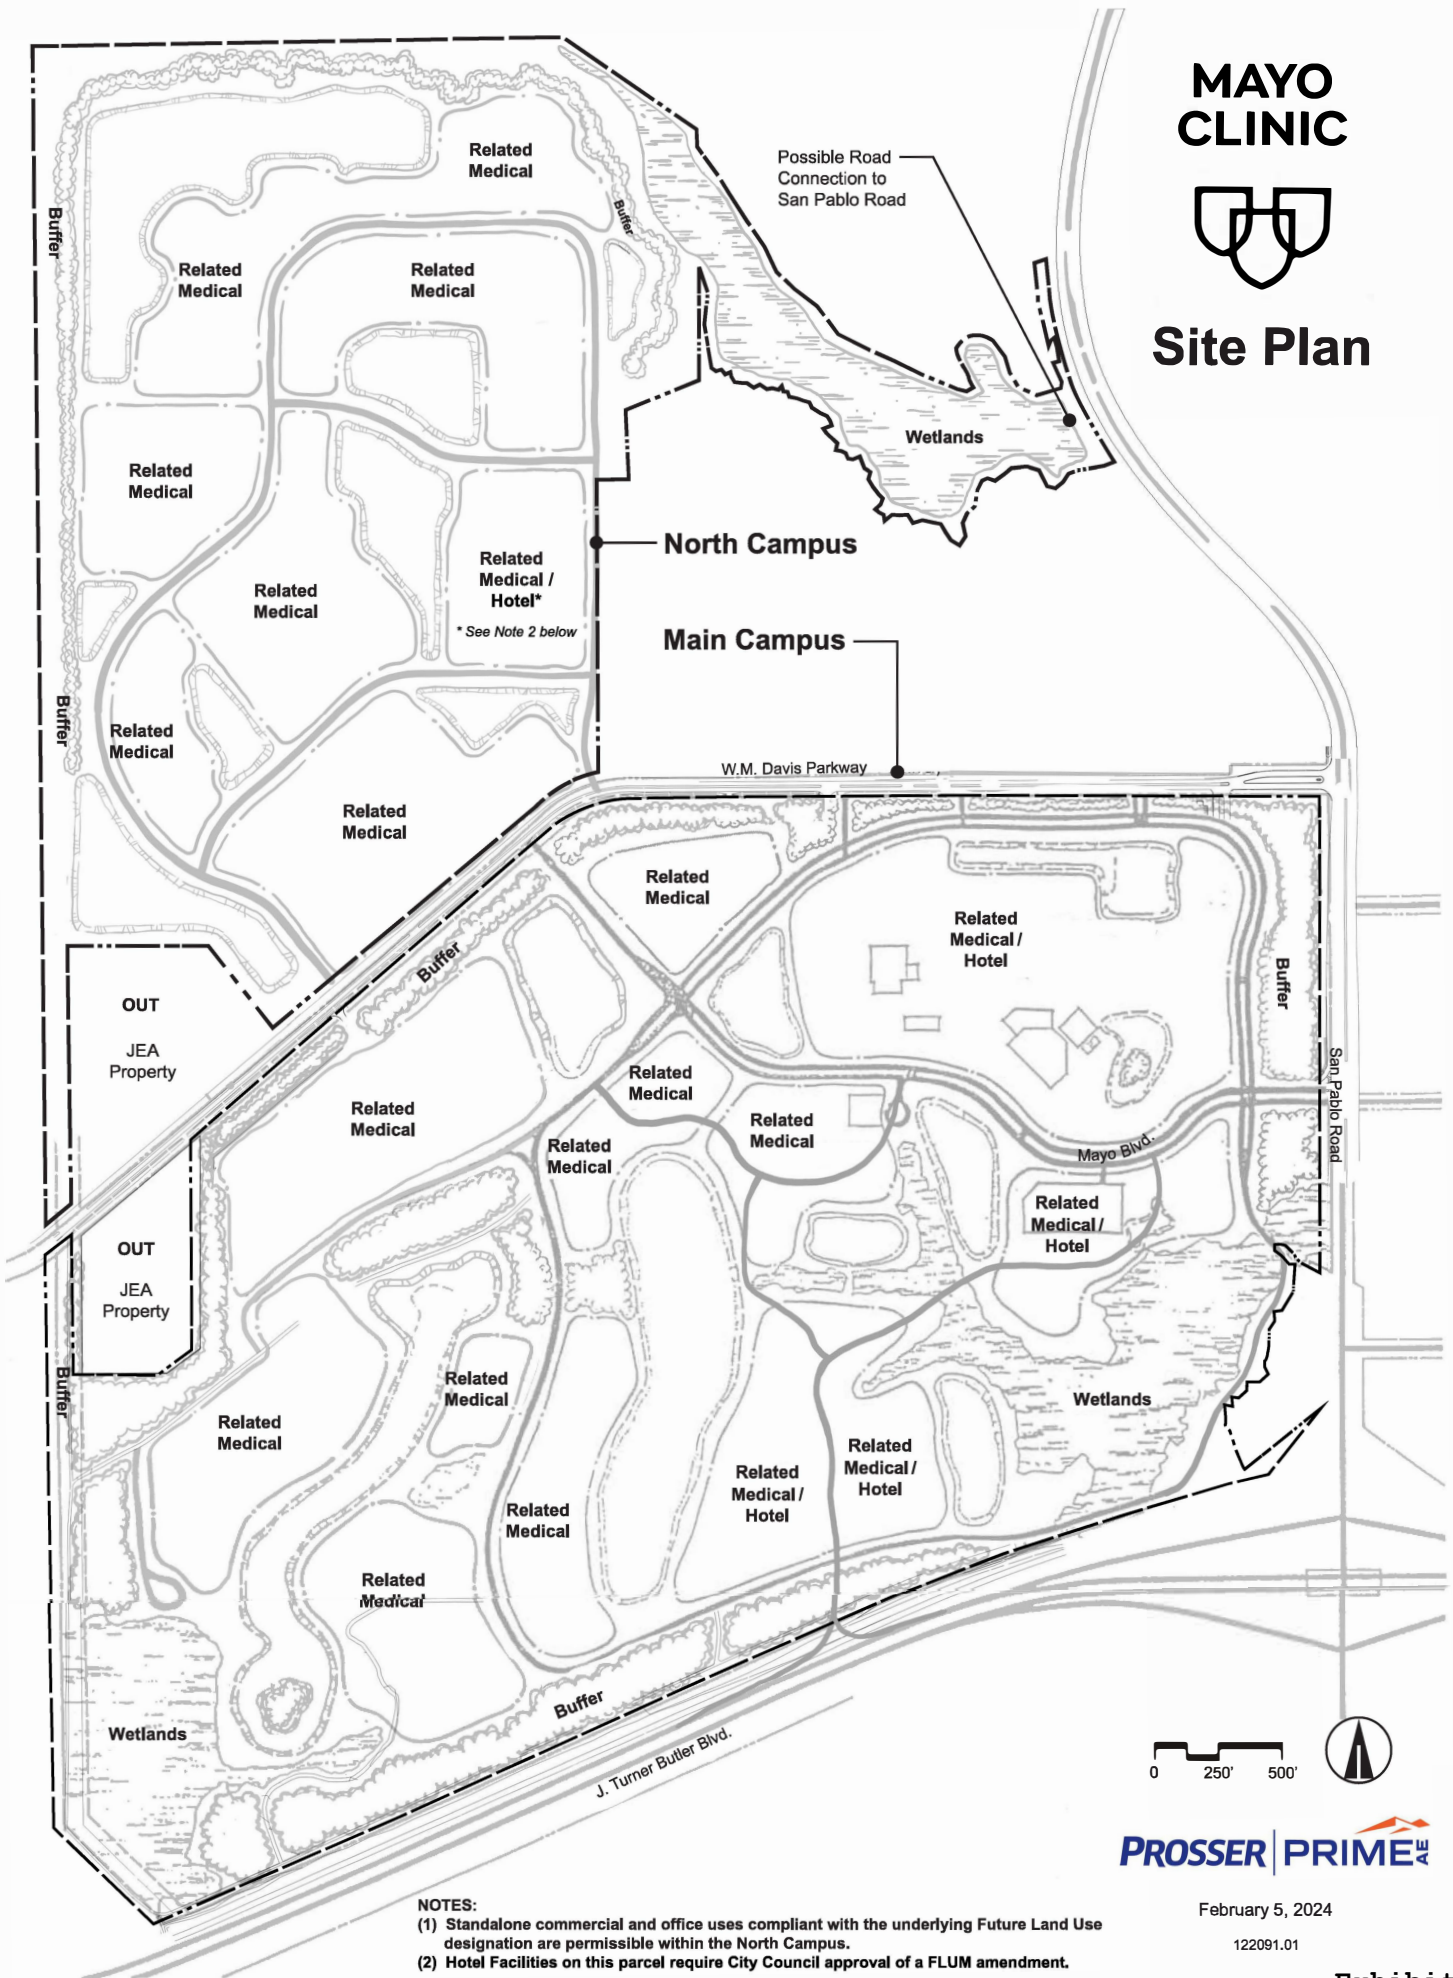 MAYO
CLINIC
Site Plan
Possible Road
Connection to
San Pablo Road
Related
Medical
Buffer
Buffer
Related
Medical
Related
Medical
Wetlands
Related
Medical
North Campus
Related
Medical /
Hotel*
* See Note 2 below
Related
Medical
Main Campus
Buffer
Related
Medical
W.M. Davis Parkway
Related
Medical
Related
Medical
Related
Medical /
Hotel
Buffer
Buffer
OUT
JEA
Property
San Pablo Road
Related
Medical
Related
Medical
Related
Medical
Related
Medical
Mayo Blvd.
Related
Medical /
Hotel
OUT
JEA
Property
Buffer
Related
Medical
Wetlands
Related
Medical
Related
Medical /
Hotel
Related
Medical /
Hotel
Related
Medical
Related
Medical
Buffer
Wetlands
J. Turner Butler Blvd.
0 250' 500'
PROSSER PRIME AE
February 5, 2024
122091.01
NOTES:
(1) Standalone commercial and office uses compliant with the underlying Future Land Use
designation are permissible within the North Campus.
(2) Hotel Facilities on this parcel require City Council approval of a FLUM amendment.